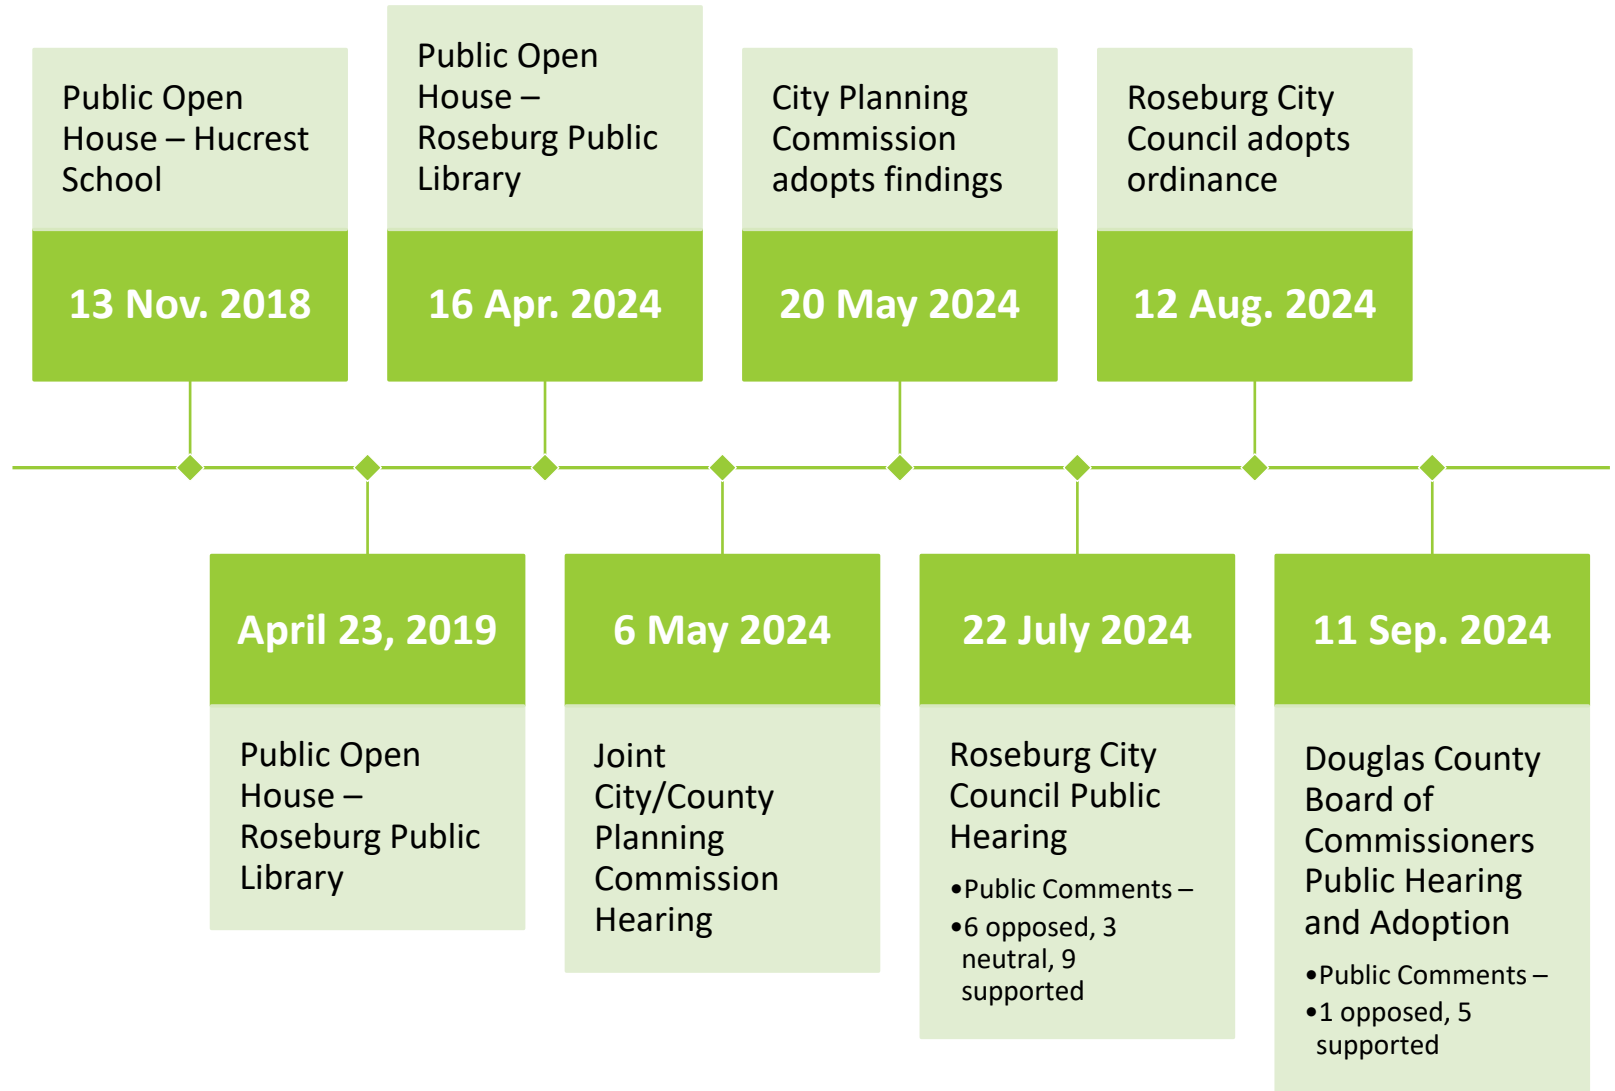 Public Open
House – Hucrest
School
13 Nov. 2018
April 23, 2019
Public Open
House –
Roseburg Public
Library
Public Open
House –
Roseburg Public
Library
16 Apr. 2024
6 May 2024
Joint
City/County
Planning
Commission
Hearing
City Planning
Commission
adopts findings
20 May 2024
22 July 2024
Roseburg City
Council Public
Hearing
•Public Comments –
•6 opposed, 3
neutral, 9
supported
Roseburg City
Council adopts
ordinance
12 Aug. 2024
11 Sep. 2024
Douglas County
Board of
Commissioners
Public Hearing
and Adoption
•Public Comments –
•1 opposed, 5
supported